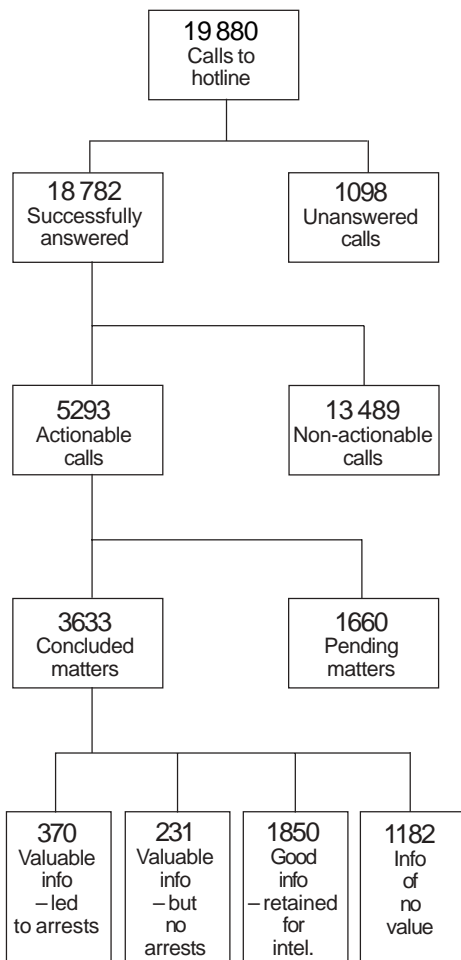 19 880
Calls to
hotline
18 782
Successfully
answered
1098
Unanswered
calls
5293
Actionable
calls
13 489
Non-actionable
calls
3633
Concluded
matters
1660
Pending
matters
370
Valuable
info
– led
to arrests
231
Valuable
info
– but
no
arrests
1850
Good
info
– retained
for
intel.
1182
Info
of
no
value